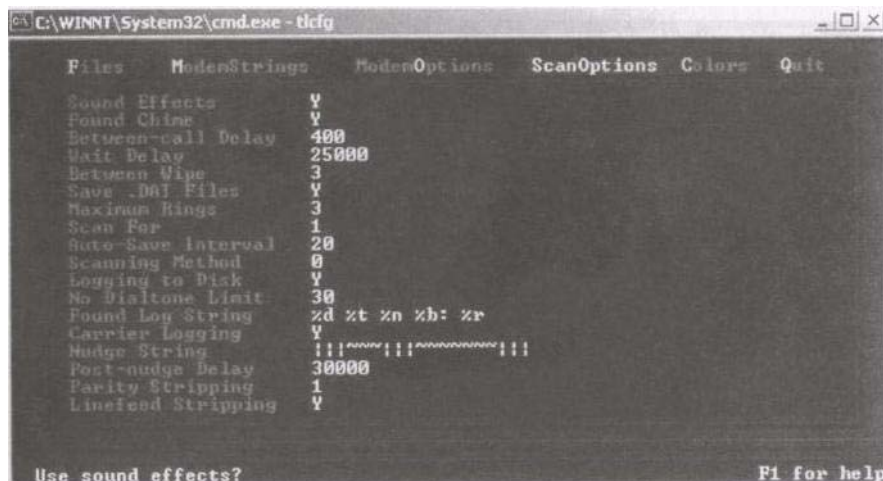 C:\WINNT\System32\cmd.exe - tlcfg
Files ModemStrings ModemOptions ScanOptions Colors Quit
Sound Effects Y
Found Chime Y
Between-call Delay 400
Wait Delay 25000
Between Wipe 3
Save .DAT Files Y
Maximum Rings 3
Scan For 1
Auto-Save Interval 20
Scanning Method 0
Logging to Disk Y
No Dialtone Limit 30
Found Log String %d %t %n %b: %r
Carrier Logging Y
Nudge String |||~~~~|||~~~~~~~~|||
Post-nudge Delay 30000
Parity Stripping 1
Linefeed Stripping Y
Use sound effects? F1 for help